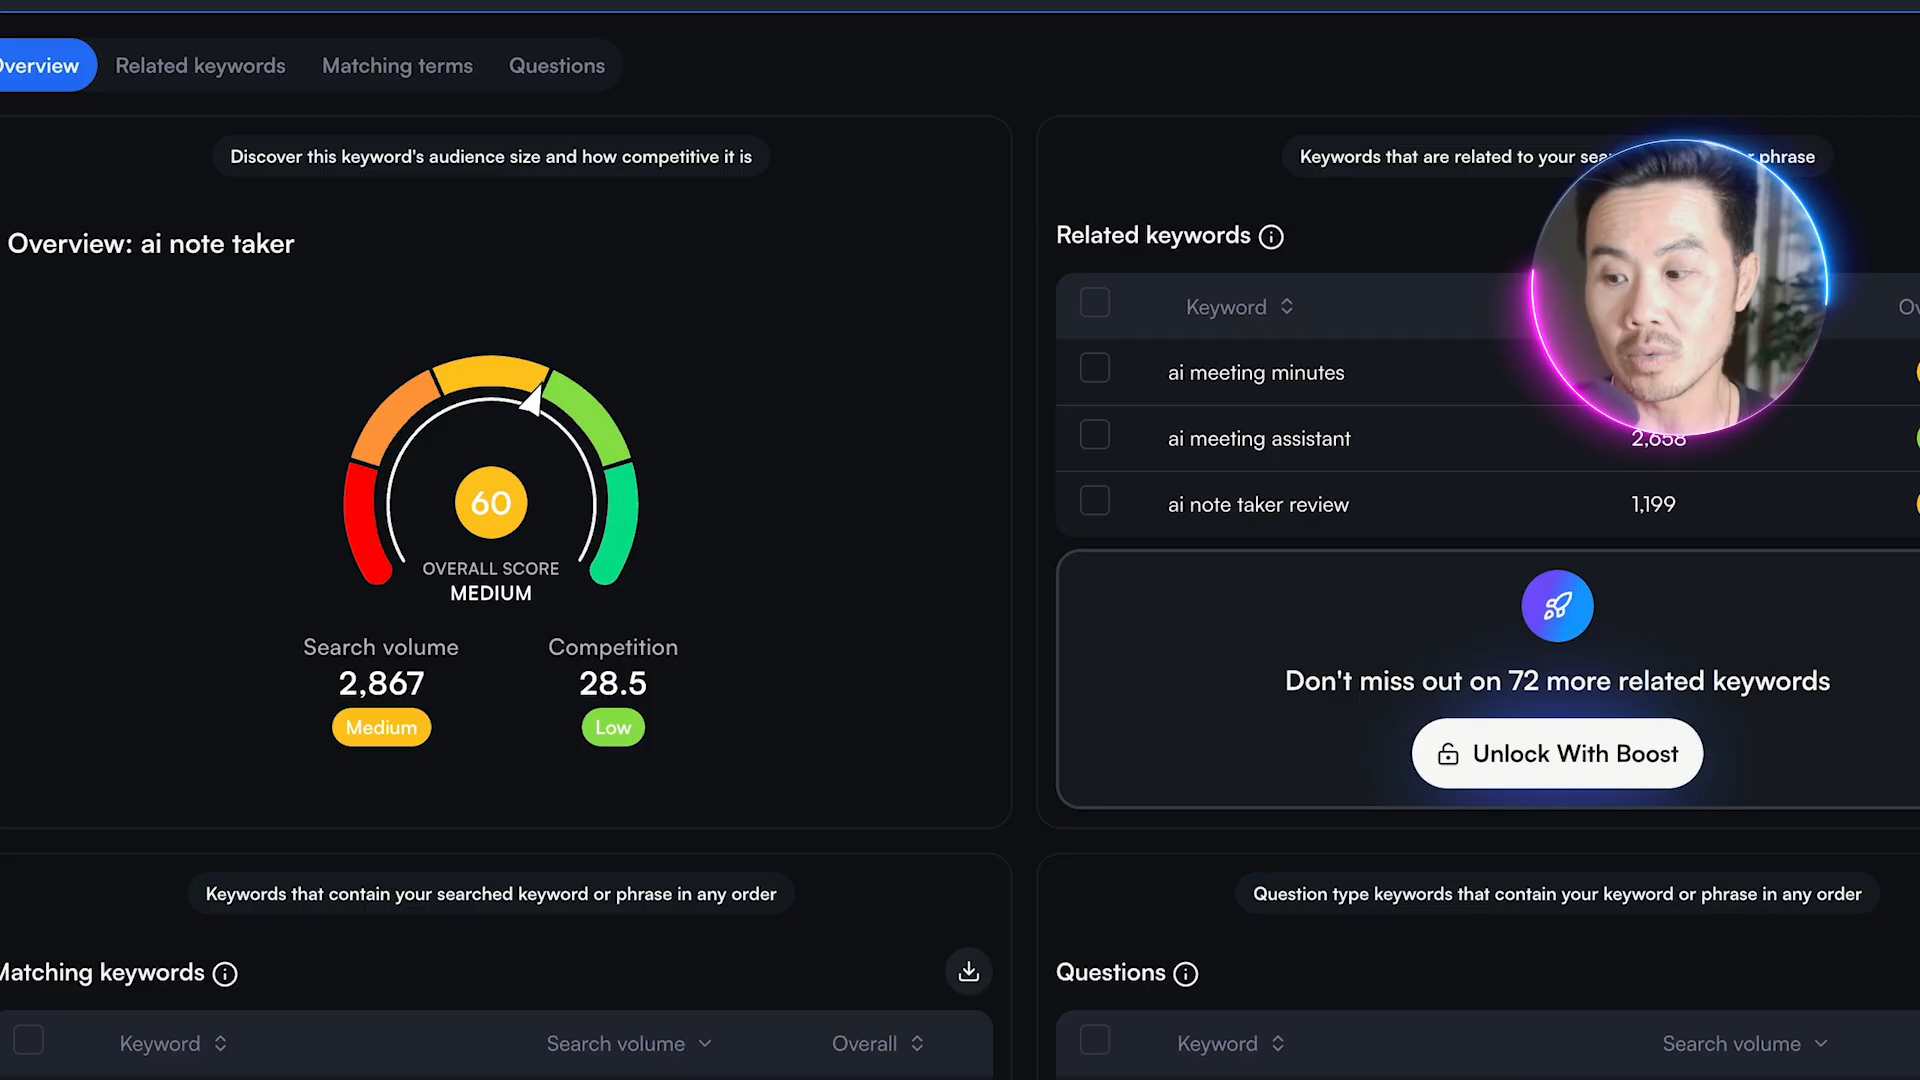 Overview
Related keywords
Matching terms
Questions
Discover this keyword's audience size and how competitive it is
Overview: ai note taker
60
OVERALL SCORE
MEDIUM
Search volume
2,867
Medium
Competition
28.5
Low
Keywords that are related to your phrase
Related keywords
Keyword
ai meeting minutes
ai meeting assistant 2,658
ai note taker review 1,199
Don't miss out on 72 more related keywords
Unlock With Boost
Keywords that contain your searched keyword or phrase in any order
Matching keywords
Keyword Search volume Overall
Question type keywords that contain your keyword or phrase in any order
Questions
Keyword Search volume